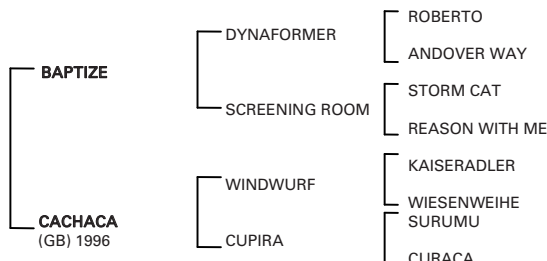 ROBERTO
DYNAFORMER
ANDOVER WAY
BAPTIZE
STORM CAT
SCREENING ROOM
REASON WITH ME
KAISERADLER
WINDWURF
WIESENWEIHE
CACHACA
(GB) 1996
SURUMU
CUPIRA
CURACA